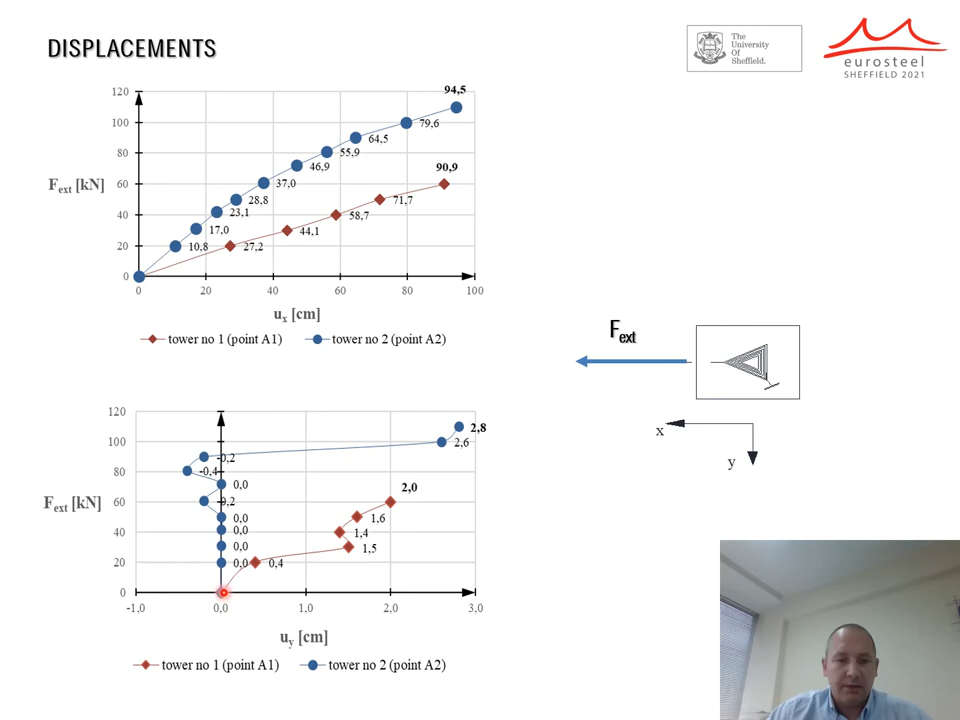 DISPLACEMENTS
The
University
Of
Sheffield.
eurosteel
SHEFFIELD 2021
120
100
80
60
40
20
0
F_ext [kN]
94,5
79,6
64,5
55,9
46,9
37,0
28,8
23,1
17,0
10,8
90,9
71,7
58,7
44,1
27,2
0 20 40 60 80 100
u_x [cm]
tower no 1 (point A1) tower no 2 (point A2)
F_ext
x
y
120
100
80
60
40
20
0
F_ext [kN]
2,8
2,6
-0,2
-0,4
0,0
-0,2
0,0
0,0
0,0
0,0
2,0
1,6
1,4
1,5
0,4
-1,0 0,0 1,0 2,0 3,0
u_y [cm]
tower no 1 (point A1) tower no 2 (point A2)